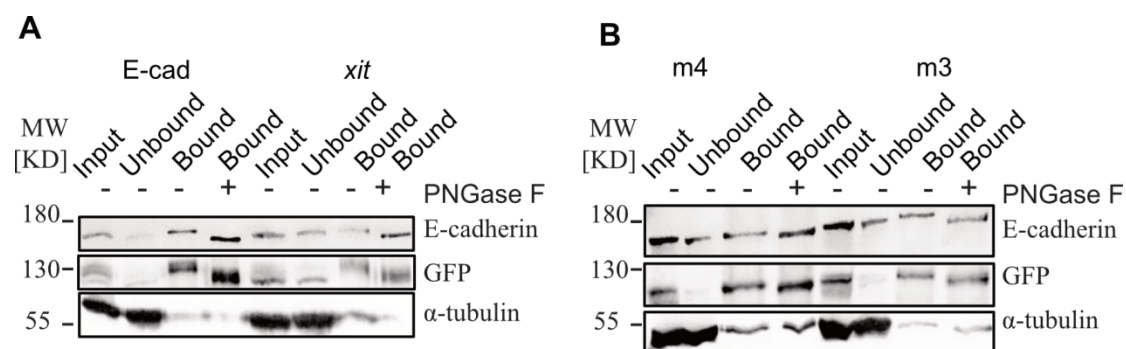 A
E-cad xit
MW
[KD]
Input Unbound Bound Bound Input Unbound Bound Bound
- - - + - - - + PNGase F
180 E-cadherin
130 GFP
55 α-tubulin
B
m4 m3
MW
[KD]
Input Unbound Bound Bound Input Unbound Bound Bound
- - - + - - - + PNGase F
180 E-cadherin
130 GFP
55 α-tubulin